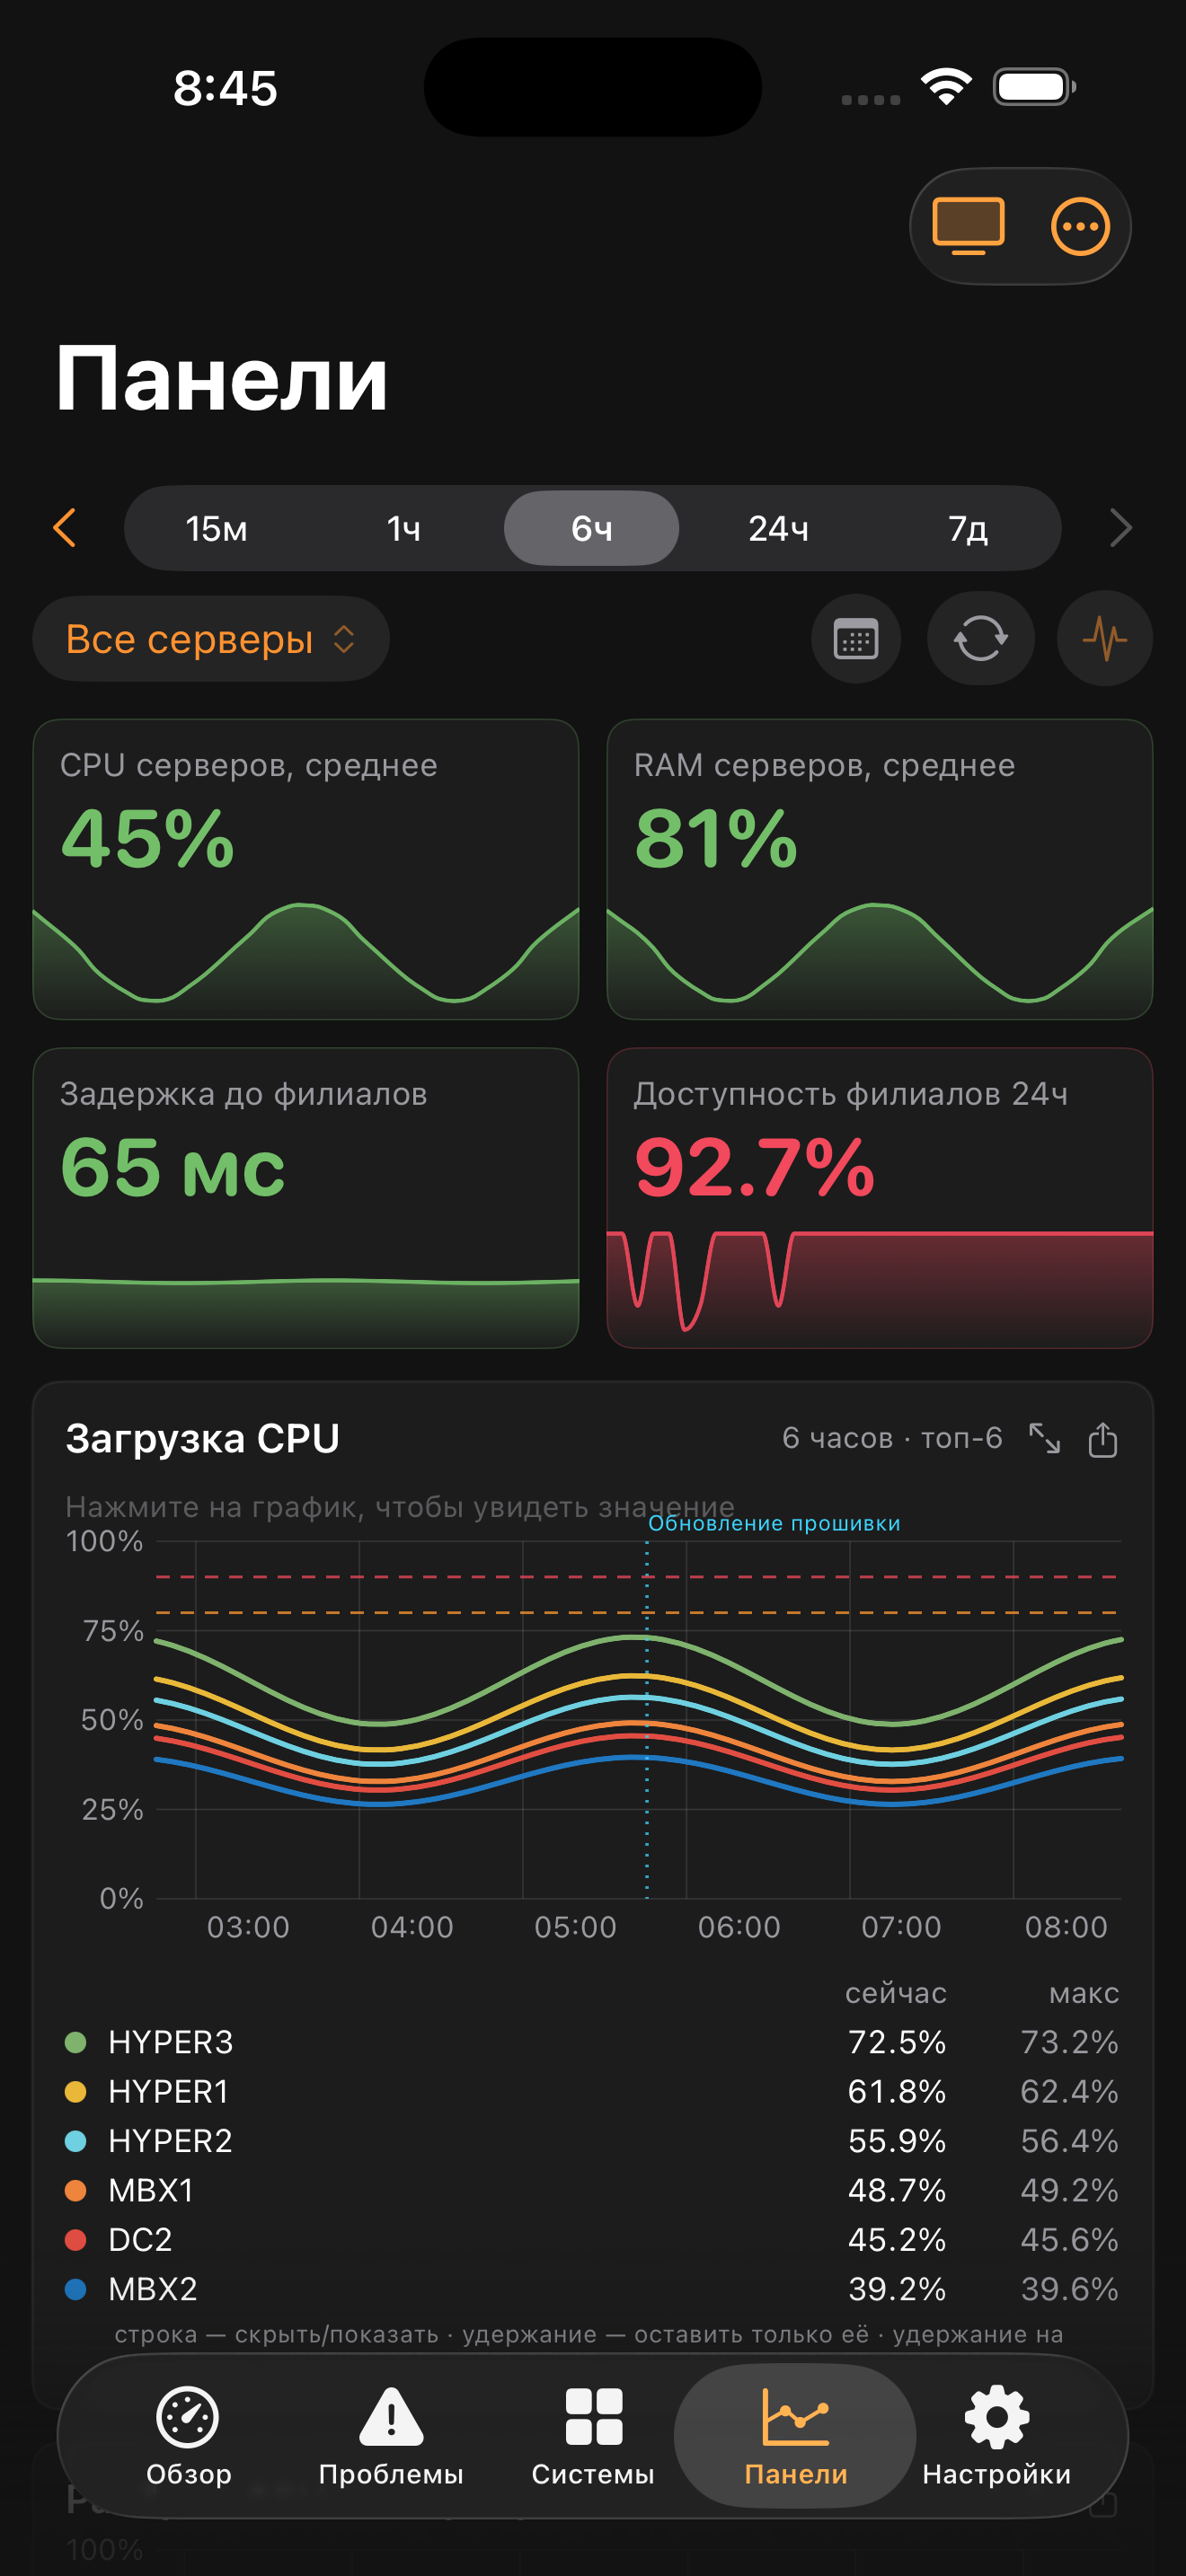 8:45
Панели
15м 1ч 6ч 24ч 7д
Все серверы
CPU серверов, среднее
45%
RAM серверов, среднее
81%
Задержка до филиалов
65 мс
Доступность филиалов 24ч
92.7%
Загрузка CPU 6 часов · топ-6
Нажмите на график, чтобы увидеть значение
Обновление прошивки
100%
75%
50%
25%
0%
03:00 04:00 05:00 06:00 07:00 08:00
сейчас макс
HYPER3 72.5% 73.2%
HYPER1 61.8% 62.4%
HYPER2 55.9% 56.4%
MBX1 48.7% 49.2%
DC2 45.2% 45.6%
MBX2 39.2% 39.6%
строка — скрыть/показать · удержание — оставить только её · удержание на
Обзор Проблемы Системы Панели Настройки
100%